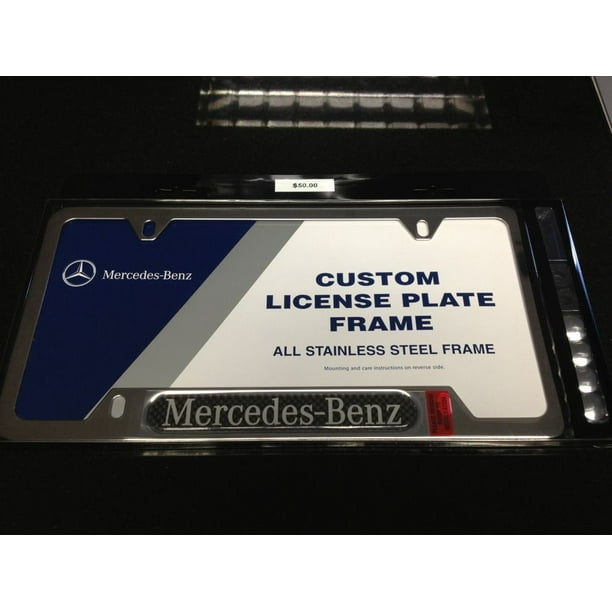 $50.00
Mercedes-Benz
CUSTOM
LICENSE PLATE
FRAME
ALL STAINLESS STEEL FRAME
Mounting and care instructions on reverse side.
Mercedes-Benz